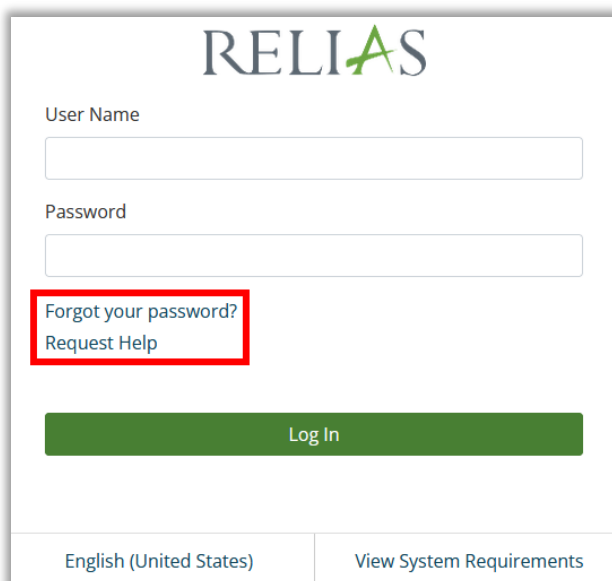 RELIAS
User Name
Password
Forgot your password?
Request Help
Log In
English (United States)
View System Requirements